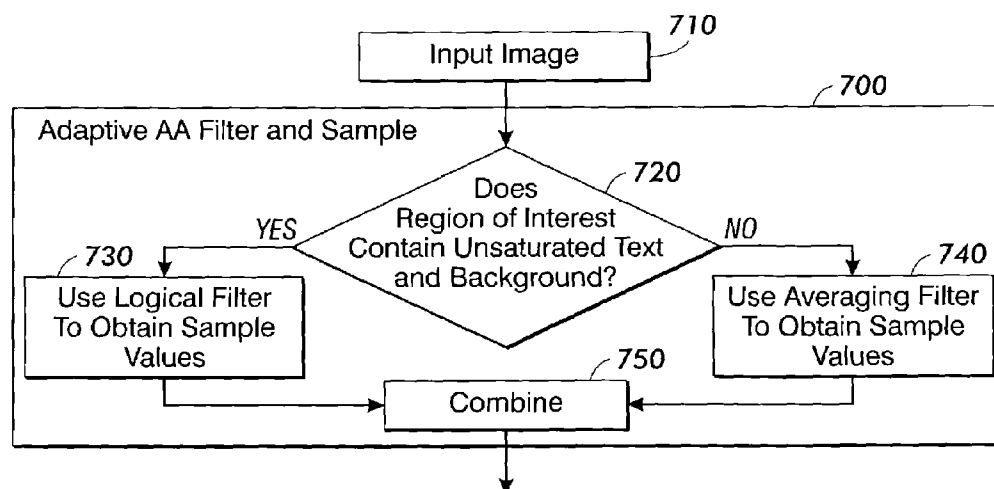 710
Input Image
700
Adaptive AA Filter and Sample
720
Does
Region of Interest
Contain Unsaturated Text
and Background?
YES
NO
730
Use Logical Filter
To Obtain Sample
Values
740
Use Averaging Filter
To Obtain Sample
Values
750
Combine